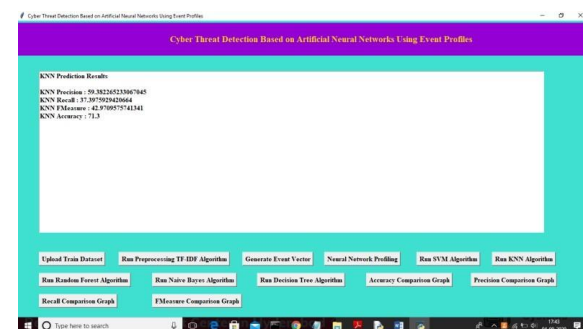 Cyber Threat Detection Based on Artificial Neural Networks Using Event Profiles
Cyber Threat Detection Based on Artificial Neural Networks Using Event Profiles
KNN Prediction Results
KNN Precision : 59.382265233067045
KNN Recall : 37.3975929420664
KNN FMeasure : 42.9709575741341
KNN Accuracy : 71.3
Upload Train Dataset Run Preprocessing TF-IDF Algorithm Generate Event Vector Neural Network Profiling Run SVM Algorithm Run KNN Algorithm
Run Random Forest Algorithm Run Naive Bayes Algorithm Run Decision Tree Algorithm Accuracy Comparison Graph Precision Comparison Graph
Recall Comparison Graph FMeasure Comparison Graph
Type here to search
17:43